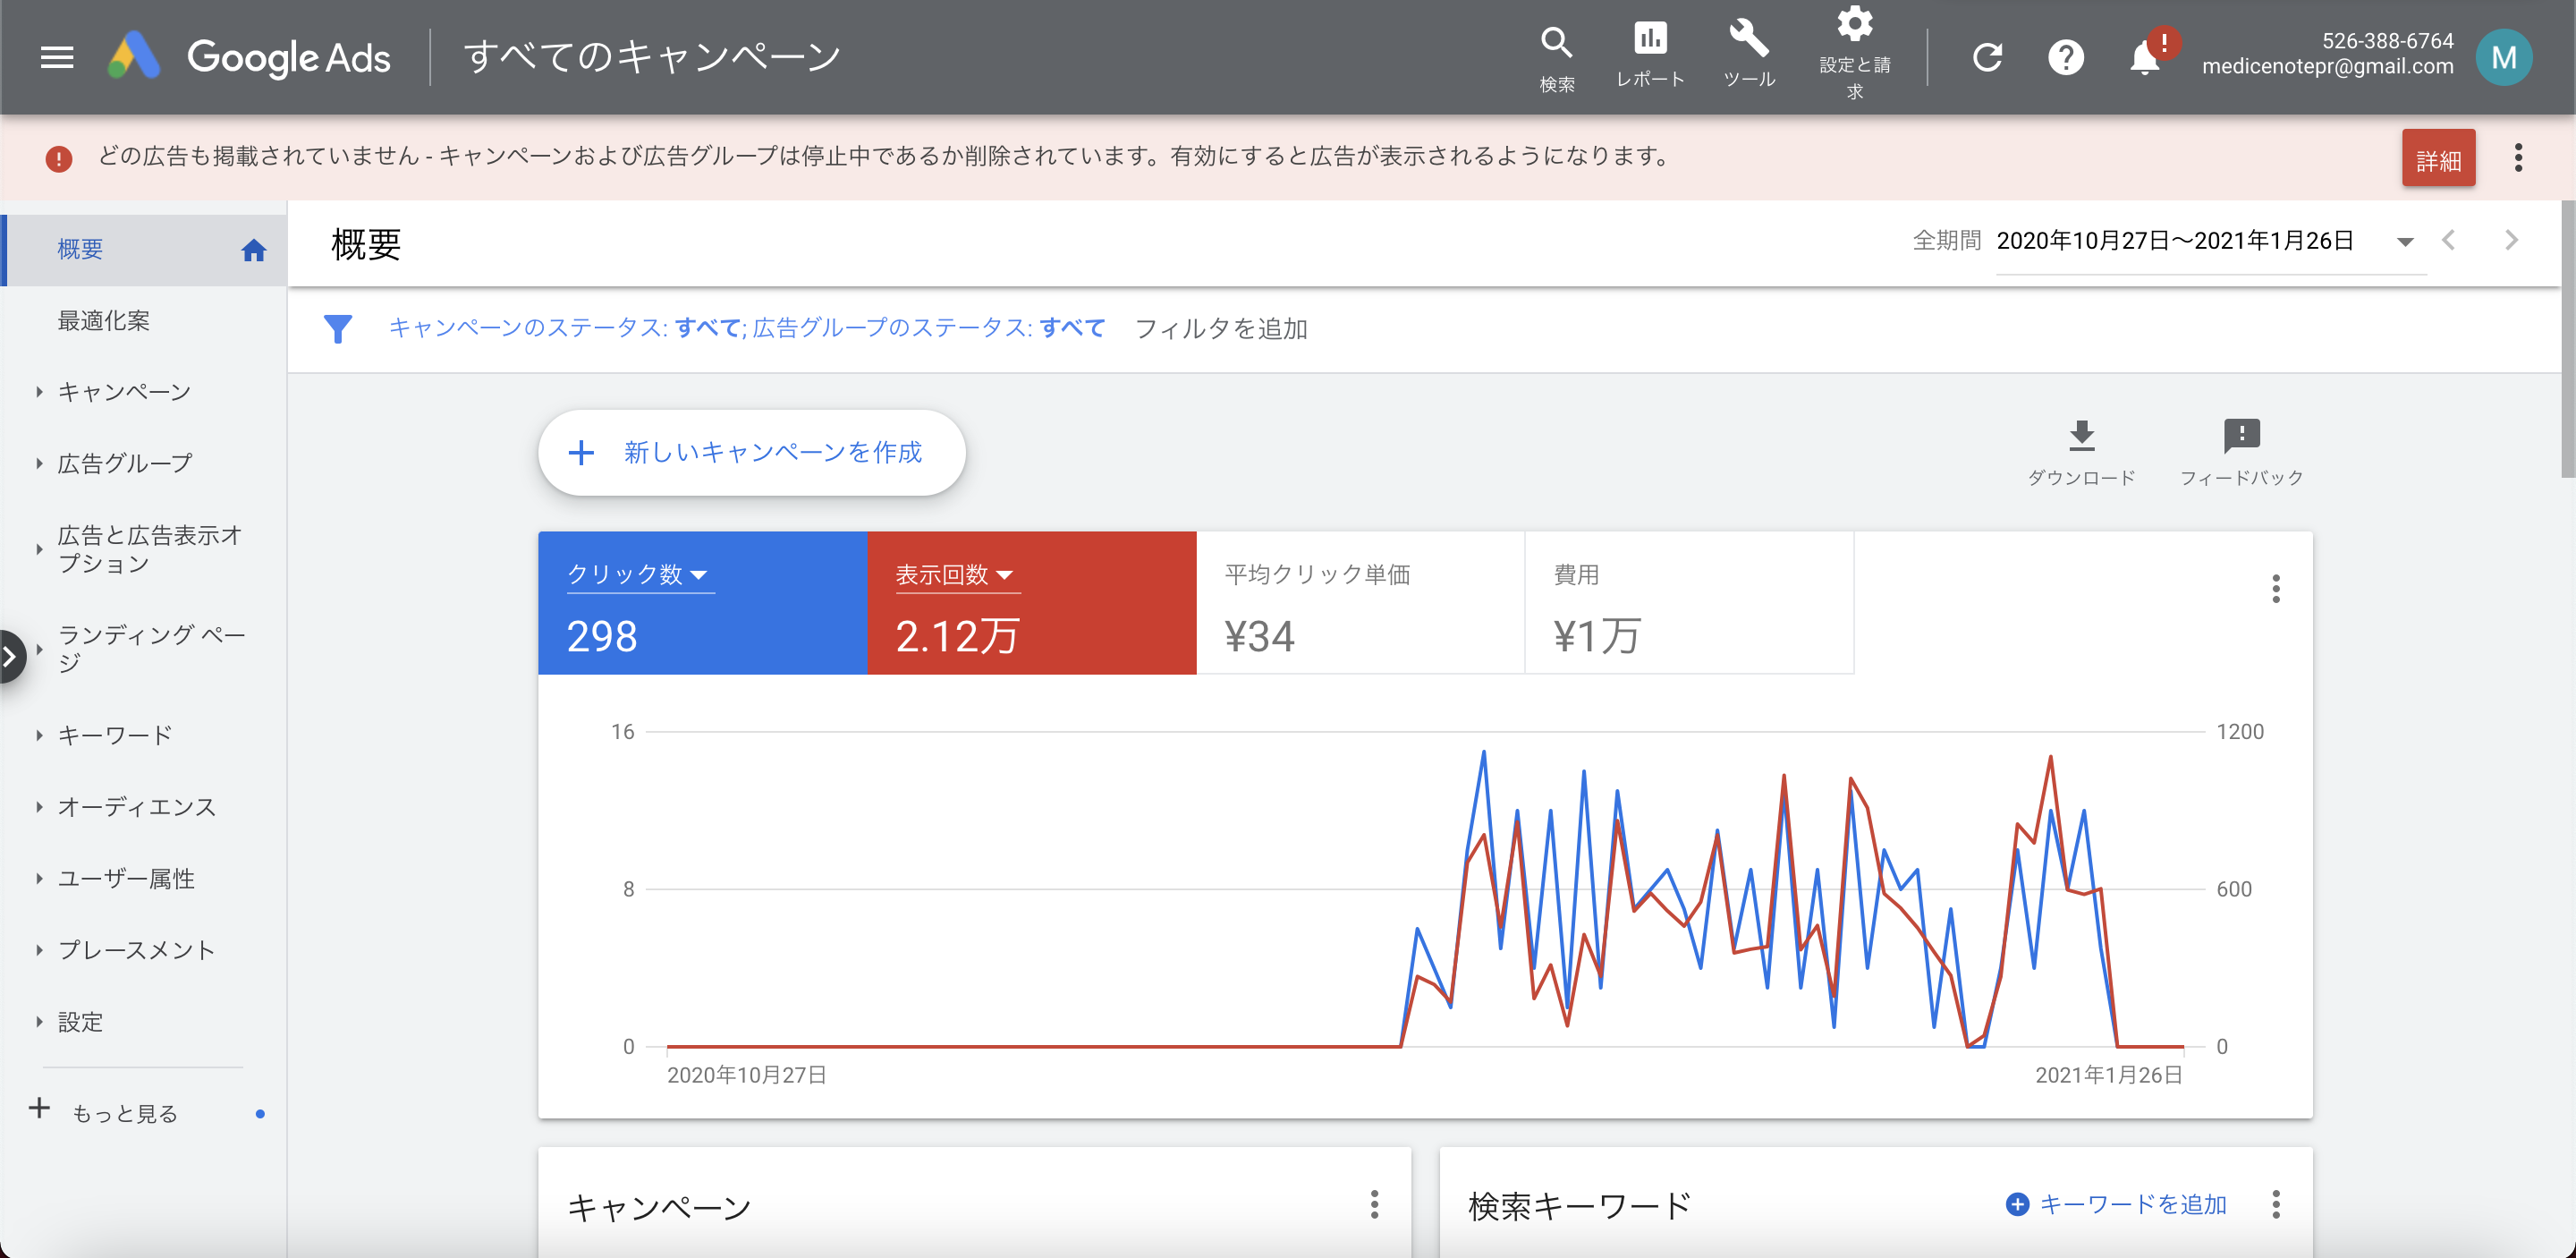 Google Ads
すべてのキャンペーン
検索
レポート
ツール
設定と請
求
526-388-6764
medicenotepr@gmail.com
M
どの広告も掲載されていません - キャンペーンおよび広告グループは停止中であるか削除されています。有効にすると広告が表示されるようになります。
詳細
概要
最適化案
キャンペーン
広告グループ
広告と広告表示オ
プション
ランディング ペー
ジ
キーワード
オーディエンス
ユーザー属性
プレースメント
設定
もっと見る
概要
全期間 2020年10月27日～2021年1月26日
キャンペーンのステータス: すべて; 広告グループのステータス: すべて フィルタを追加
新しいキャンペーンを作成
ダウンロード
フィードバック
クリック数
298
表示回数
2.12万
平均クリック単価
¥34
費用
¥1万
16
1200
8
600
0
0
2020年10月27日
2021年1月26日
キャンペーン
検索キーワード
キーワードを追加